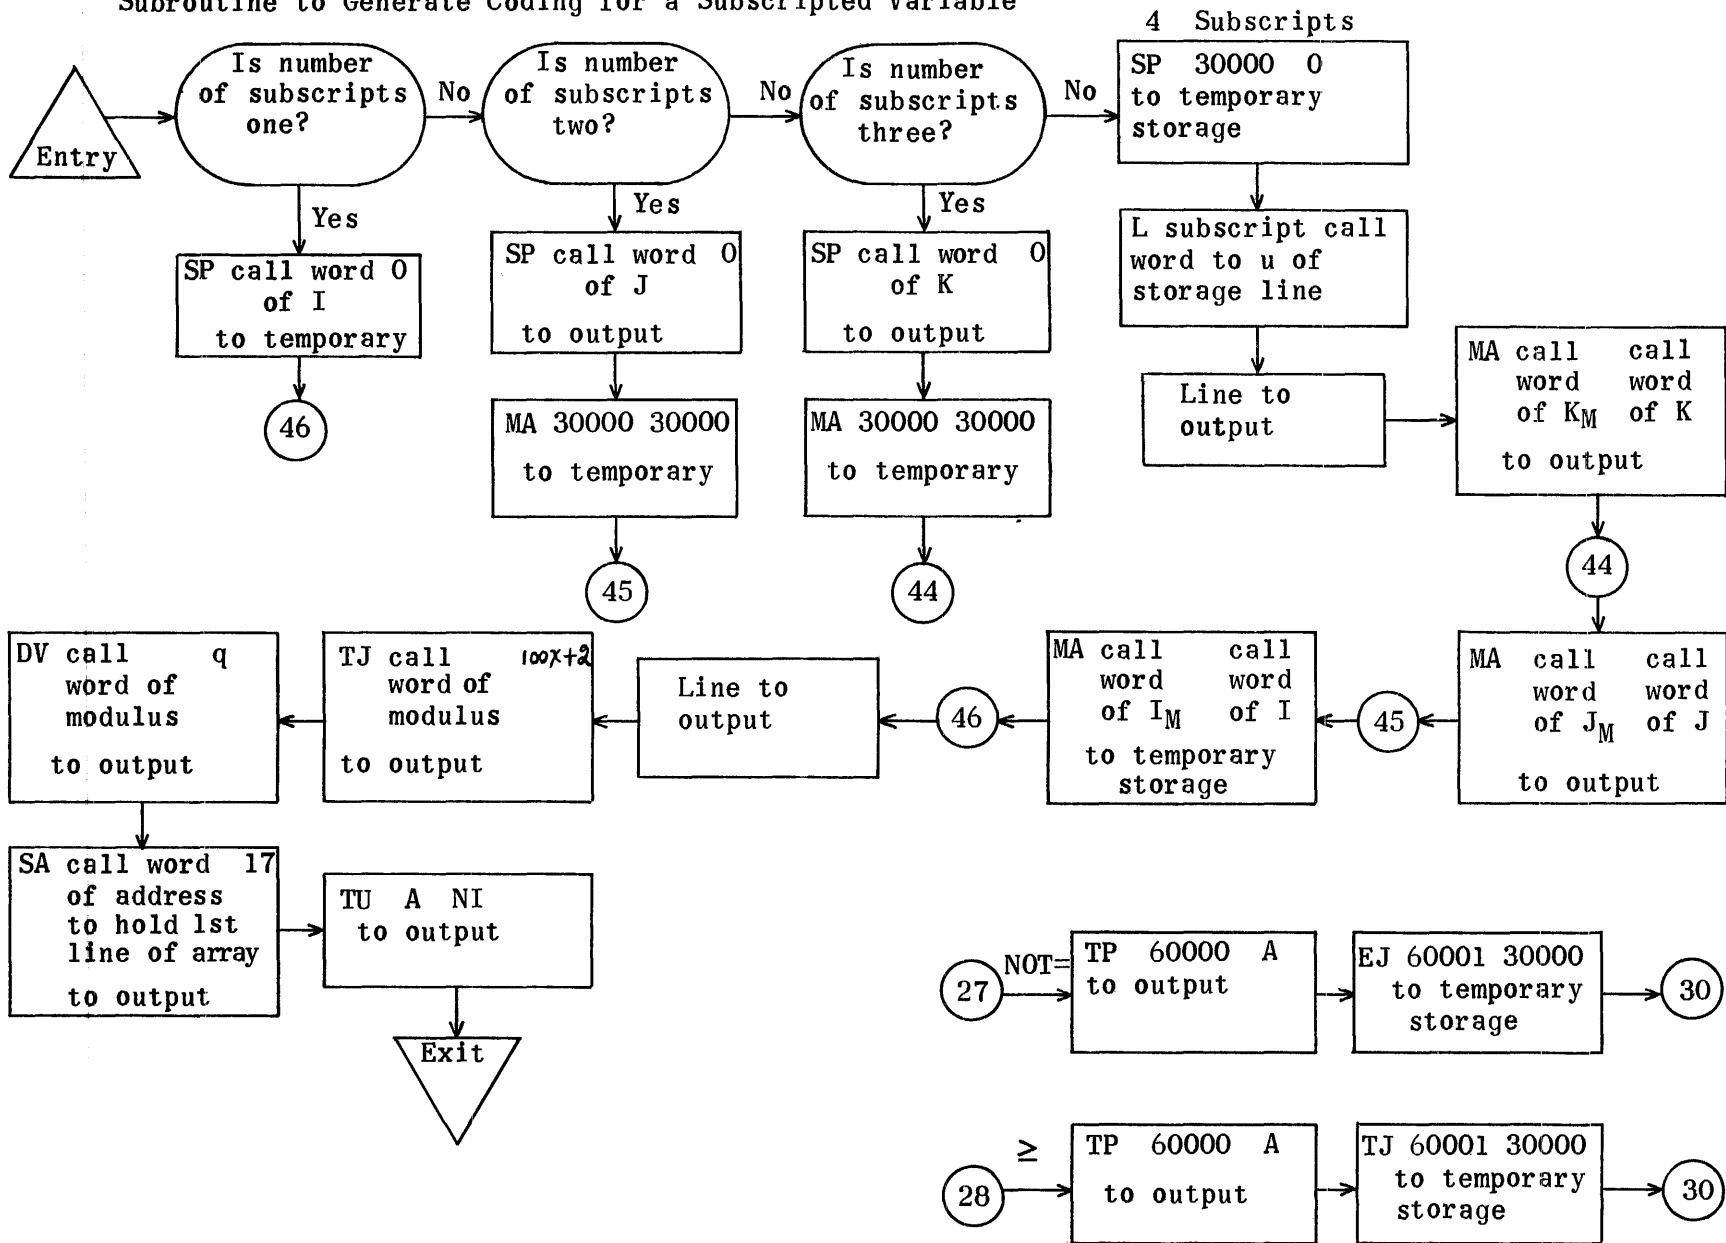 Subroutine to Generate Coding for a Subscripted Variable
4 Subscripts
Entry
Is number
of subscripts
one?
No
Is number
of subscripts
two?
No
Is number
of subscripts
three?
No
SP 30000 0
to temporary
storage
Yes
Yes
Yes
SP call word 0
of I
to temporary
SP call word 0
of J
to output
SP call word 0
of K
to output
L subscript call
word to u of
storage line
46
MA 30000 30000
to temporary
MA 30000 30000
to temporary
Line to
output
MA call call
word word
of KM of K
to output
45
44
44
DV call q
word of
modulus
to output
TJ call 100x+2
word of
modulus
to output
Line to
output
46
MA call call
word word
of IM of I
to temporary
storage
45
MA call call
word word
of JM of J
to output
SA call word 17
of address
to hold 1st
line of array
to output
TU A NI
to output
Exit
27
NOT=
TP 60000 A
to output
EJ 60001 30000
to temporary
storage
30
28
≥
TP 60000 A
to output
TJ 60001 30000
to temporary
storage
30